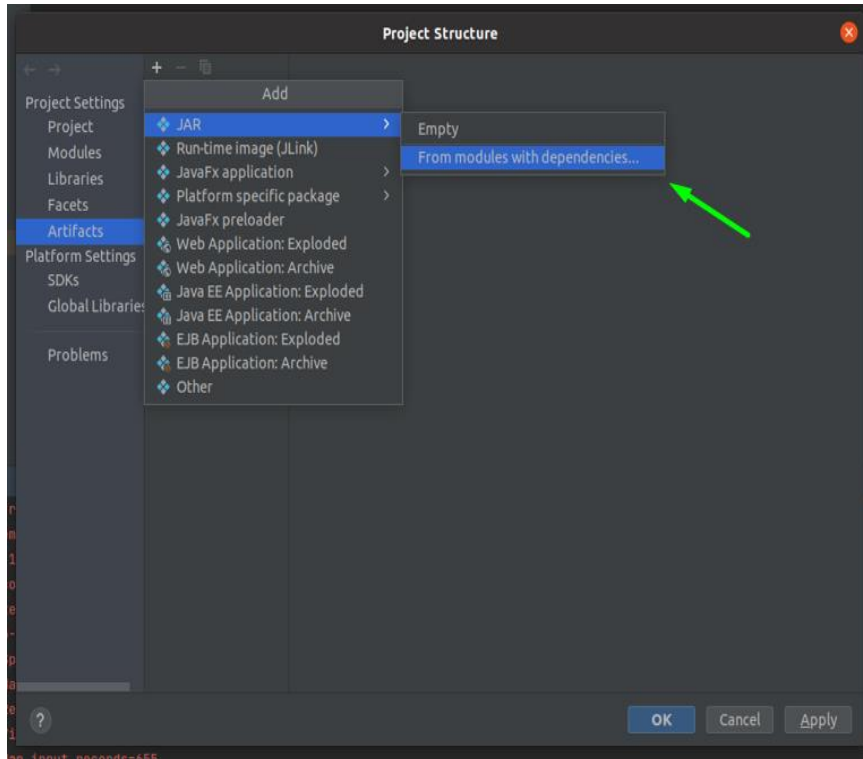 Project Structure
Project Settings
Project
Modules
Libraries
Facets
Artifacts
Platform Settings
SDKs
Global Libraries
Problems
Add
JAR
Run-time image (JLink)
JavaFx application
Platform specific package
JavaFx preloader
Web Application: Exploded
Web Application: Archive
Java EE Application: Exploded
Java EE Application: Archive
EJB Application: Exploded
EJB Application: Archive
Other
Empty
From modules with dependencies...
?
OK
Cancel
Apply